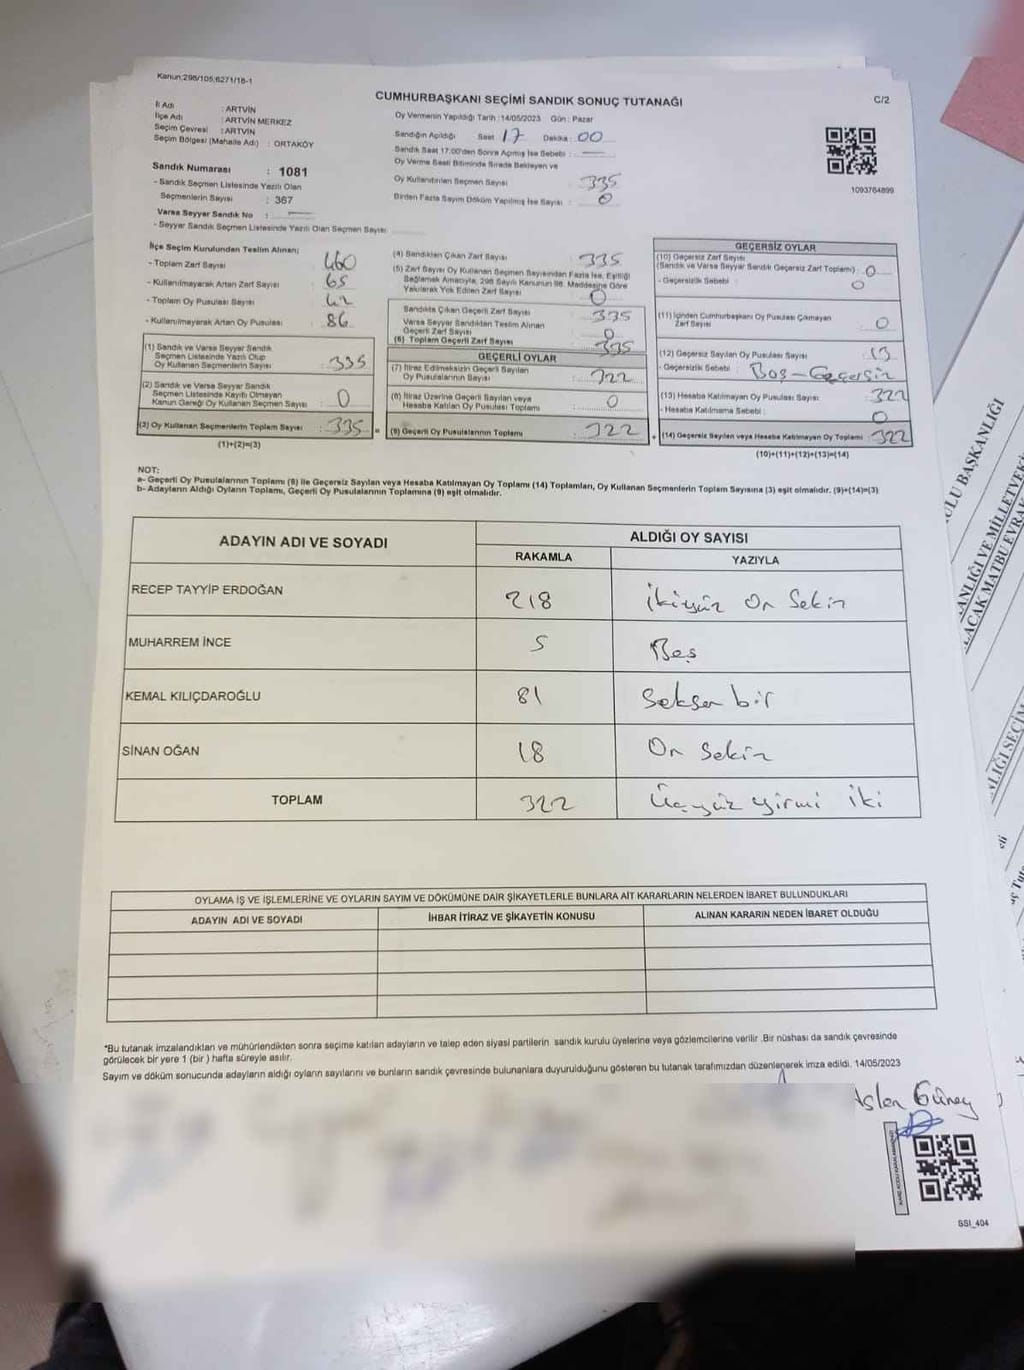 Kanun;298/105;6271/18-1
CUMHURBAŞKANI SEÇİMİ SANDIK SONUÇ TUTANAĞI
C/2
İl Adı : ARTVİN
İlçe Adı : ARTVİN MERKEZ
Seçim Çevresi : ARTVİN
Seçim Bölgesi (Mahalle Adı) : ORTAKÖY
Sandık Numarası : 1081
- Sandık Seçmen Listesinde Yazılı Olan
Seçmenlerin Sayısı : 367
Varsa Seyyar Sandık No :
- Seyyar Sandık Seçmen Listesinde Yazılı Olan Seçmen Sayısı:
Oy Vermenin Yapıldığı Tarih : 14/05/2023 Gün : Pazar
Sandığın Açıldığı Saat 17 Dakika : 00
Sandık Saat 17:00'den Sonra Açılmış İse Sebebi :
Oy Verme Saati Bitiminde Sırada Bekleyen ve
Oy Kullandırılan Seçmen Sayısı : 335
Birden Fazla Sayım Döküm Yapılmış İse Sayısı : 0
1093764899
İlçe Seçim Kurulundan Teslim Alınan;
- Toplam Zarf Sayısı : 460
- Kullanılmayarak Artan Zarf Sayısı : 65
- Toplam Oy Pusulası Sayısı :
- Kullanılmayarak Artan Oy Pusulası : 86
(1) Sandık ve Varsa Seyyar Sandık
Seçmen Listesinde Yazılı Olup
Oy Kullanan Seçmenlerin Sayısı : 335
(2) Sandık ve Varsa Seyyar Sandık
Seçmen Listesinde Kayıtlı Olmayan
Kanun Gereği Oy Kullanan Seçmen Sayısı : 0
(3) Oy Kullanan Seçmenlerin Toplam Sayısı : 335
(1)+(2)=(3)
(4) Sandıktan Çıkan Zarf Sayısı : 335
(5) Zarf Sayısı Oy Kullanan Seçmen Sayısından Fazla İse, Eşitliği
Sağlamak Amacıyla, 298 Sayılı Kanunun 98. Maddesine Göre
Yakılarak Yok Edilen Zarf Sayısı : 0
Sandıkta Çıkan Geçerli Zarf Sayısı : 335
Varsa Seyyar Sandıktan Teslim Alınan
Geçerli Zarf Sayısı : 0
(6) Toplam Geçerli Zarf Sayısı : 335
GEÇERLİ OYLAR
(7) İtiraz Edilmeksizin Geçerli Sayılan
Oy Pusulalarının Sayısı : 322
(8) İtiraz Üzerine Geçerli Sayılan veya
Hesaba Katılan Oy Pusulası Toplamı : 0
(9) Geçerli Oy Pusulalarının Toplamı : 322
GEÇERSİZ OYLAR
(10) Geçersiz Zarf Sayısı
(Sandık ve Varsa Seyyar Sandık Geçersiz Zarf Toplamı) : 0
- Geçersizlik Sebebi : 0
(11) İçinden Cumhurbaşkanı Oy Pusulası Çıkmayan
Zarf Sayısı : 0
(12) Geçersiz Sayılan Oy Pusulası Sayısı : 13
- Geçersizlik Sebebi : Boş-Geçersiz
(13) Hesaba Katılmayan Oy Pusulası Sayısı : 322
- Hesaba Katılmama Sebebi : 0
(14) Geçersiz Sayılan veya Hesaba Katılmayan Oy Toplamı : 322
(10)+(11)+(12)+(13)=(14)
NOT:
a- Geçerli Oy Pusulalarının Toplamı (9) ile Geçersiz Sayılan veya Hesaba Katılmayan Oy Toplamı (14) Toplamları, Oy Kullanan Seçmenlerin Toplam Sayısına (3) eşit olmalıdır. (9)+(14)=(3)
b- Adayların Aldığı Oyların Toplamı, Geçerli Oy Pusulalarının Toplamına (9) eşit olmalıdır.
ADAYIN ADI VE SOYADI
ALDIĞI OY SAYISI
RAKAMLA YAZIYLA
RECEP TAYYİP ERDOĞAN 218 İkiyüz On Sekiz
MUHARREM İNCE 5 Beş
KEMAL KILIÇDAROĞLU 81 Seksen bir
SİNAN OĞAN 18 On Sekiz
TOPLAM 322 Üçyüz yirmi iki
OYLAMA İŞ VE İŞLEMLERİNE VE OYLARIN SAYIM VE DÖKÜMÜNE DAİR ŞİKAYETLERLE BUNLARA AİT KARARLARIN NELERDEN İBARET BULUNDUKLARI
ADAYIN ADI VE SOYADI İHBAR İTİRAZ VE ŞİKAYETİN KONUSU ALINAN KARARIN NEDEN İBARET OLDUĞU
*Bu tutanak imzalandıktan ve mühürlendikten sonra seçime katılan adayların ve talep eden siyasi partilerin sandık kurulu üyelerine veya gözlemcilerine verilir .Bir nüshası da sandık çevresinde
görülecek bir yere 1 (bir ) hafta süreyle asılır.
Sayım ve döküm sonucunda adayların aldığı oyların sayılarını ve bunların sandık çevresinde bulunanlara duyurulduğunu gösteren bu tutanak tarafımızdan düzenlenerek imza edildi. 14/05/2023
Aslan Güney
SSI_404
ULU BAŞKANLIĞI
ANLIĞI VE MİLLETVEK
ACAK MATBU EVRAK
LIĞI SEÇİM